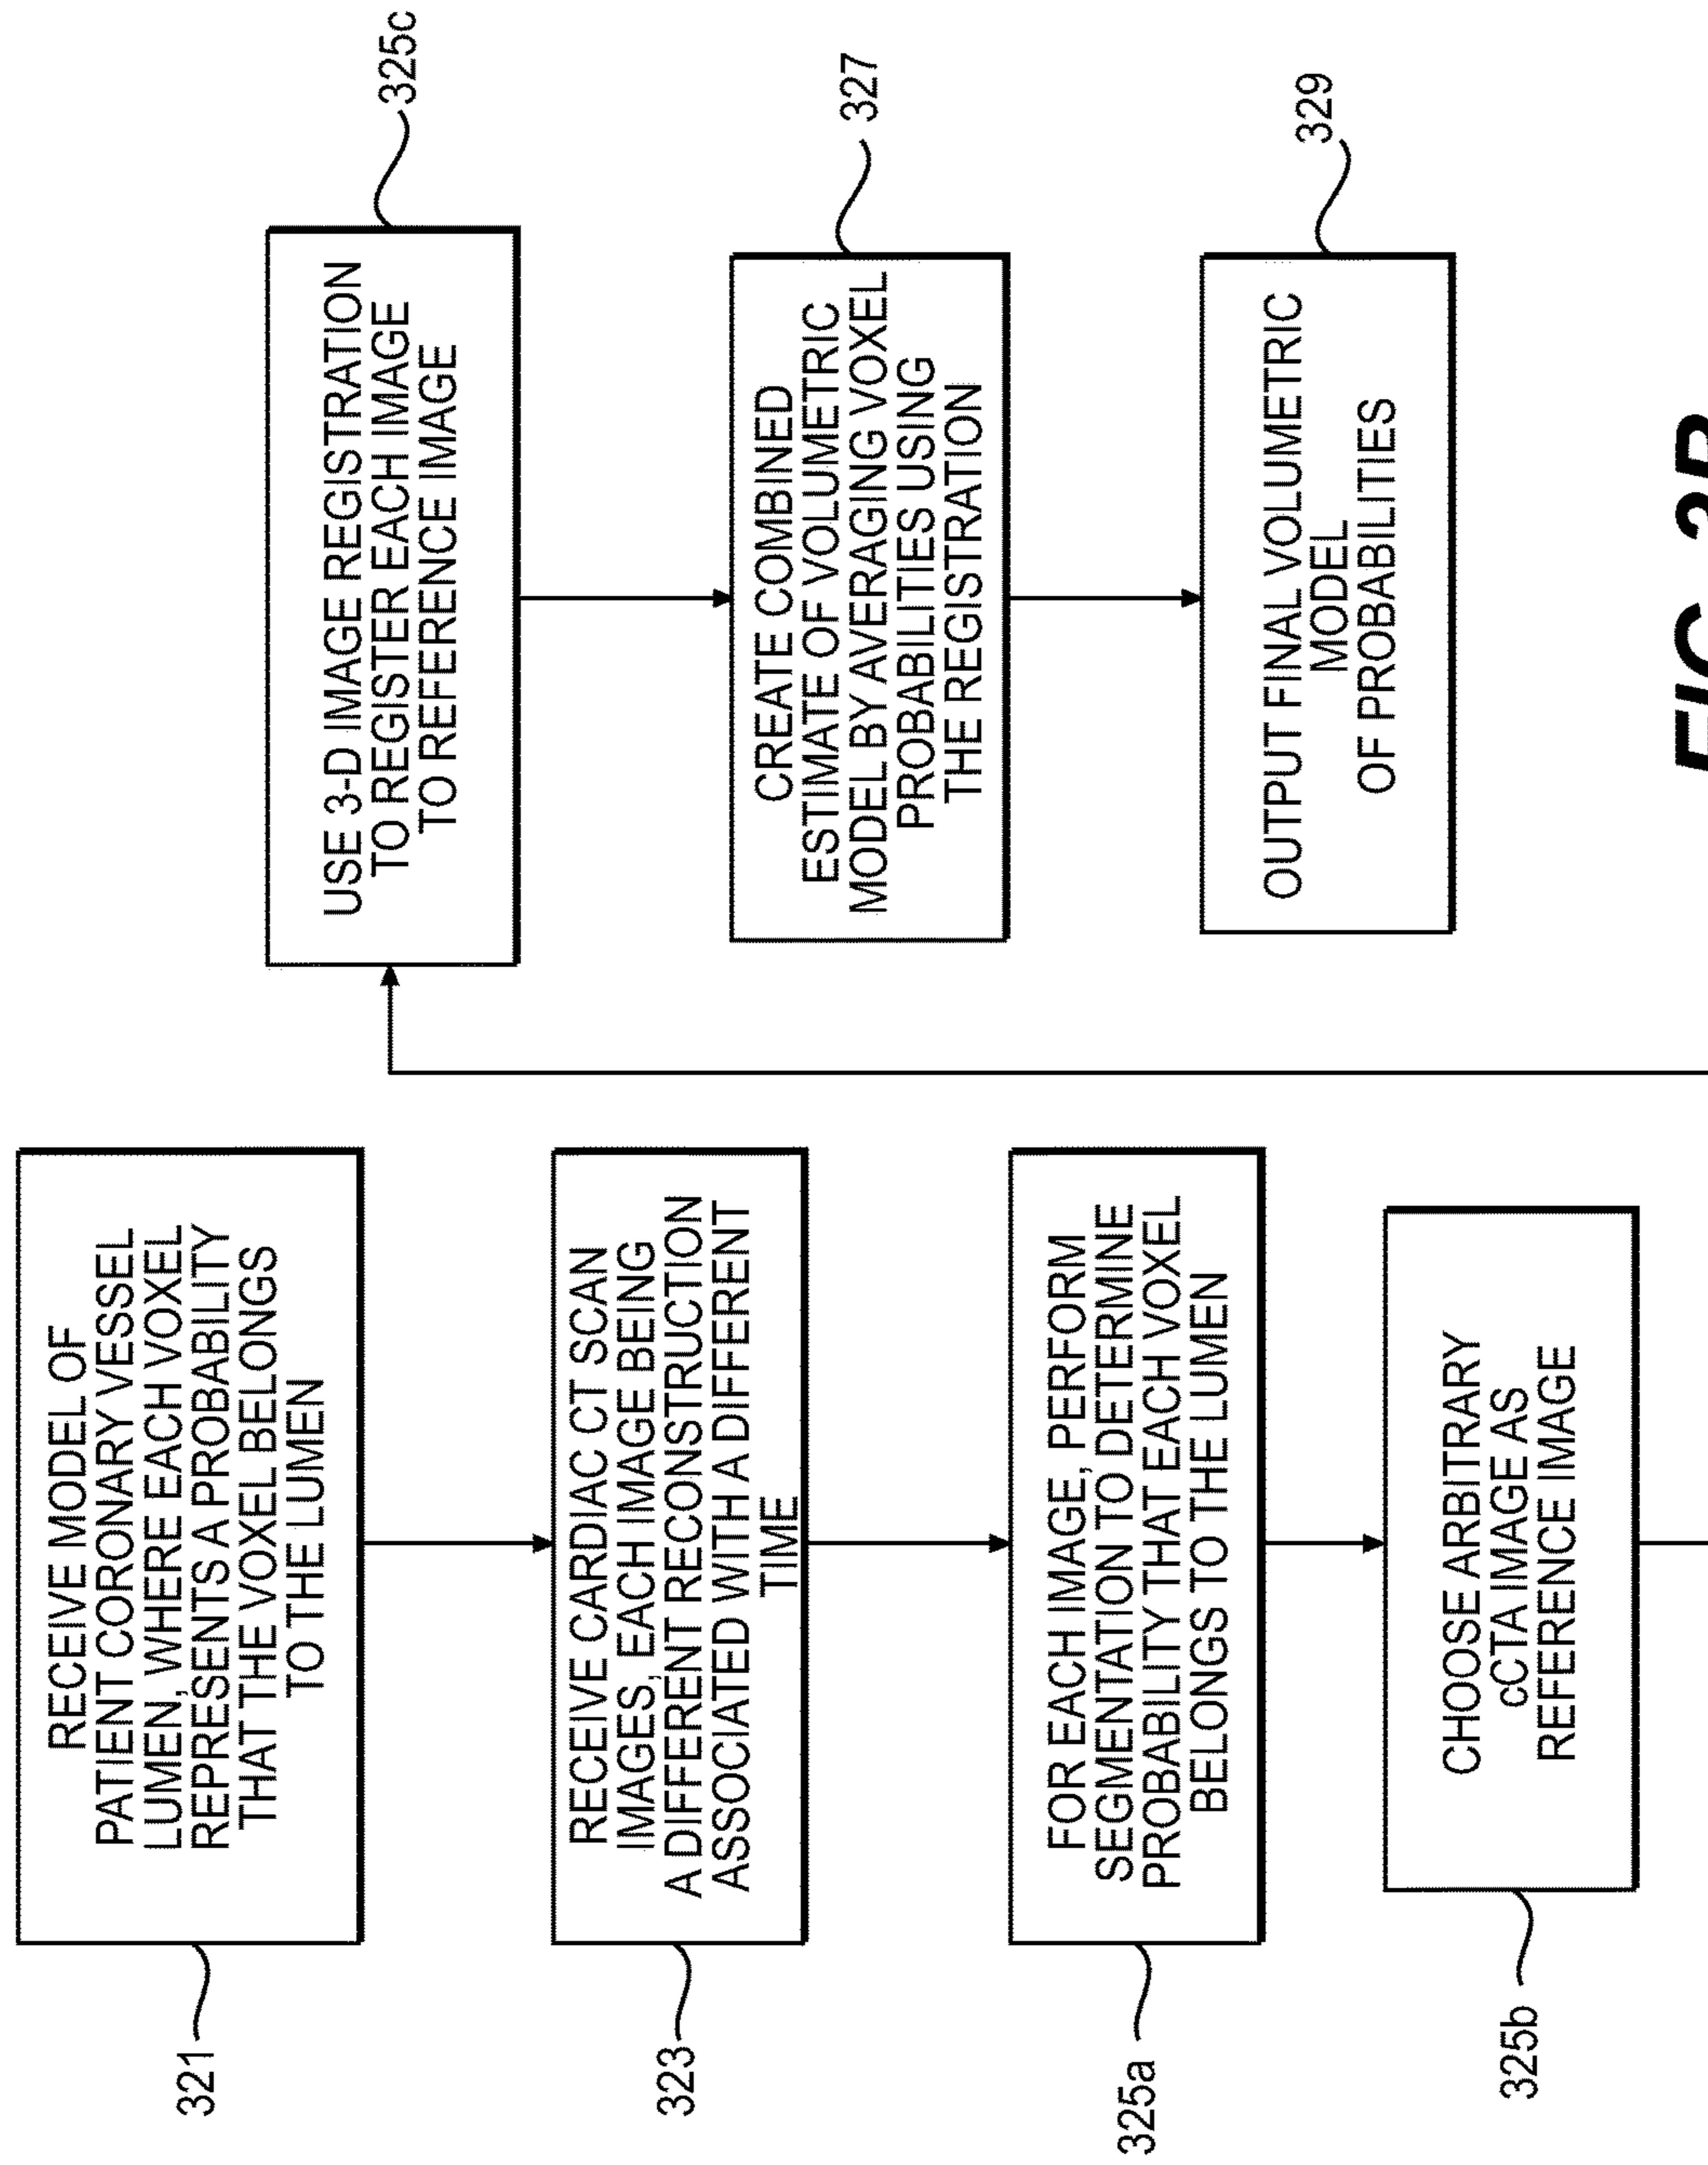 321
RECEIVE MODEL OF
PATIENT CORONARY VESSEL
LUMEN, WHERE EACH VOXEL
REPRESENTS A PROBABILITY
THAT THE VOXEL BELONGS
TO THE LUMEN
323
RECEIVE CARDIAC CT SCAN
IMAGES, EACH IMAGE BEING
A DIFFERENT RECONSTRUCTION
ASSOCIATED WITH A DIFFERENT
TIME
325a
FOR EACH IMAGE, PERFORM
SEGMENTATION TO DETERMINE
PROBABILITY THAT EACH VOXEL
BELONGS TO THE LUMEN
325b
CHOOSE ARBITRARY
cCTA IMAGE AS
REFERENCE IMAGE
325c
USE 3-D IMAGE REGISTRATION
TO REGISTER EACH IMAGE
TO REFERENCE IMAGE
327
CREATE COMBINED
ESTIMATE OF VOLUMETRIC
MODEL BY AVERAGING VOXEL
PROBABILITIES USING
THE REGISTRATION
329
OUTPUT FINAL VOLUMETRIC
MODEL
OF PROBABILITIES
FIG